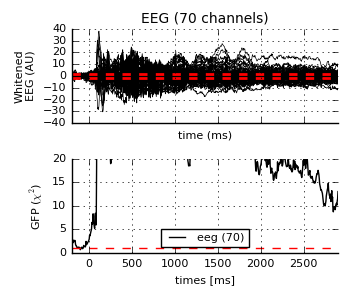 EEG (70 channels)
Whitened
EEG (AU)
40
30
20
10
0
−10
−20
−30
−40
time (ms)
GFP (χ²)
20
15
10
5
0
eeg (70)
0 500 1000 1500 2000 2500
times [ms]